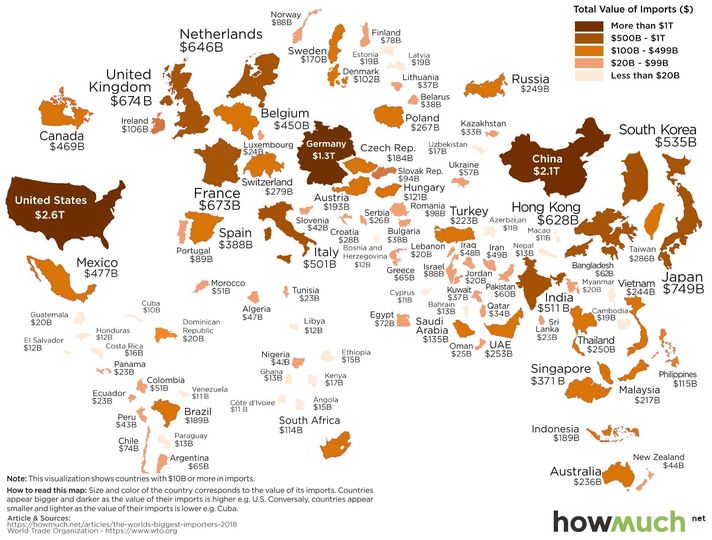 Total Value of Imports ($)
More than $1T
$500B - $1T
$100B - $499B
$20B - $99B
Less than $20B
Norway
$88B
Finland
$78B
Netherlands
$646B
Sweden
$170B
Estonia
$19B
Latvia
$19B
Denmark
$102B
Lithuania
$37B
Russia
$249B
United
Kingdom
$674B
Belarus
$38B
Ireland
$106B
Belgium
$450B
Poland
$267B
Canada
$469B
Kazakhstan
$33B
South Korea
$535B
Luxembourg
$24B
Germany
$1.3T
Czech Rep.
$184B
Uzbekistan
$17B
China
$2.1T
Switzerland
$279B
Slovak Rep.
$94B
Ukraine
$57B
United States
$2.6T
France
$673B
Austria
$193B
Hungary
$121B
Romania
$98B
Turkey
$223B
Hong Kong
$628B
Slovenia
$42B
Serbia
$26B
Azerbaijan
$11B
Macao
$11B
Spain
$388B
Croatia
$28B
Bulgaria
$38B
Portugal
$89B
Italy
$501B
Bosnia and
Herzegovina
$12B
Lebanon
$20B
Iraq
$48B
Iran
$49B
Nepal
$13B
Taiwan
$286B
Mexico
$477B
Greece
$65B
Israel
$88B
Jordan
$20B
Bangladesh
$62B
Japan
$749B
Morocco
$51B
Tunisia
$23B
Cyprus
$11B
Kuwait
$37B
Pakistan
$60B
India
$511 B
Myanmar
$20B
Vietnam
$244B
Cuba
$10B
Algeria
$47B
Bahrain
$13B
Qatar
$34B
Guatemala
$20B
Dominican
Republic
$20B
Libya
$12B
Egypt
$72B
Saudi
Arabia
$135B
Sri
Lanka
$23B
Cambodia
$19B
Honduras
$12B
El Salvador
$12B
Costa Rica
$16B
Oman
$25B
UAE
$253B
Thailand
$250B
Nigeria
$42B
Ethiopia
$15B
Panama
$23B
Singapore
$371 B
Philippines
$115B
Ghana
$13B
Kenya
$17B
Colombia
$51B
Venezuela
$11 B
Malaysia
$217B
Ecuador
$23B
Côte d'Ivoire
$11 B
Angola
$15B
Peru
$43B
Brazil
$189B
South Africa
$114B
Indonesia
$189B
Chile
$74B
Paraguay
$13B
Argentina
$65B
New Zealand
$44B
Australia
$236B
Note: This visualization shows countries with $10B or more in imports.
How to read this map: Size and color of the country corresponds to the value of its imports. Countries
appear bigger and darker as the value of their imports is higher e.g. U.S. Conversaly, countries appear
smaller and lighter as the value of their imports is lower e.g. Cuba.
Article & Sources:
https://howmuch.net/articles/the-worlds-biggest-importers-2018
World Trade Organization - https://www.wto.org
howmuch net